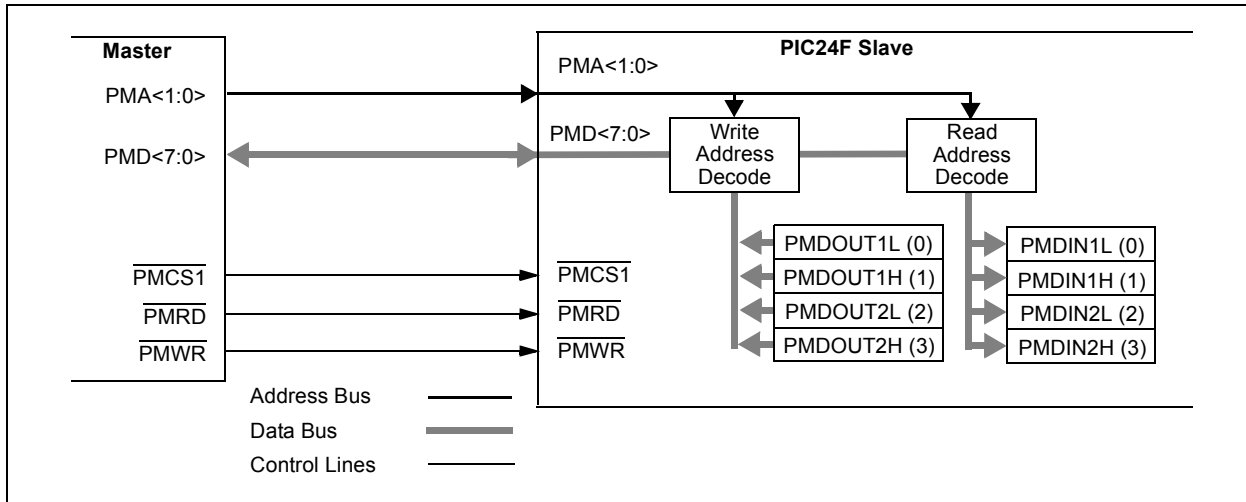 Master
PIC24F Slave
PMA<1:0>
PMA<1:0>
PMD<7:0>
PMD<7:0>
Write
Address
Decode
Read
Address
Decode
PMDOUT1L (0)
PMDOUT1H (1)
PMDOUT2L (2)
PMDOUT2H (3)
PMDIN1L (0)
PMDIN1H (1)
PMDIN2L (2)
PMDIN2H (3)
PMCS1
PMCS1
PMRD
PMRD
PMWR
PMWR
Address Bus
Data Bus
Control Lines